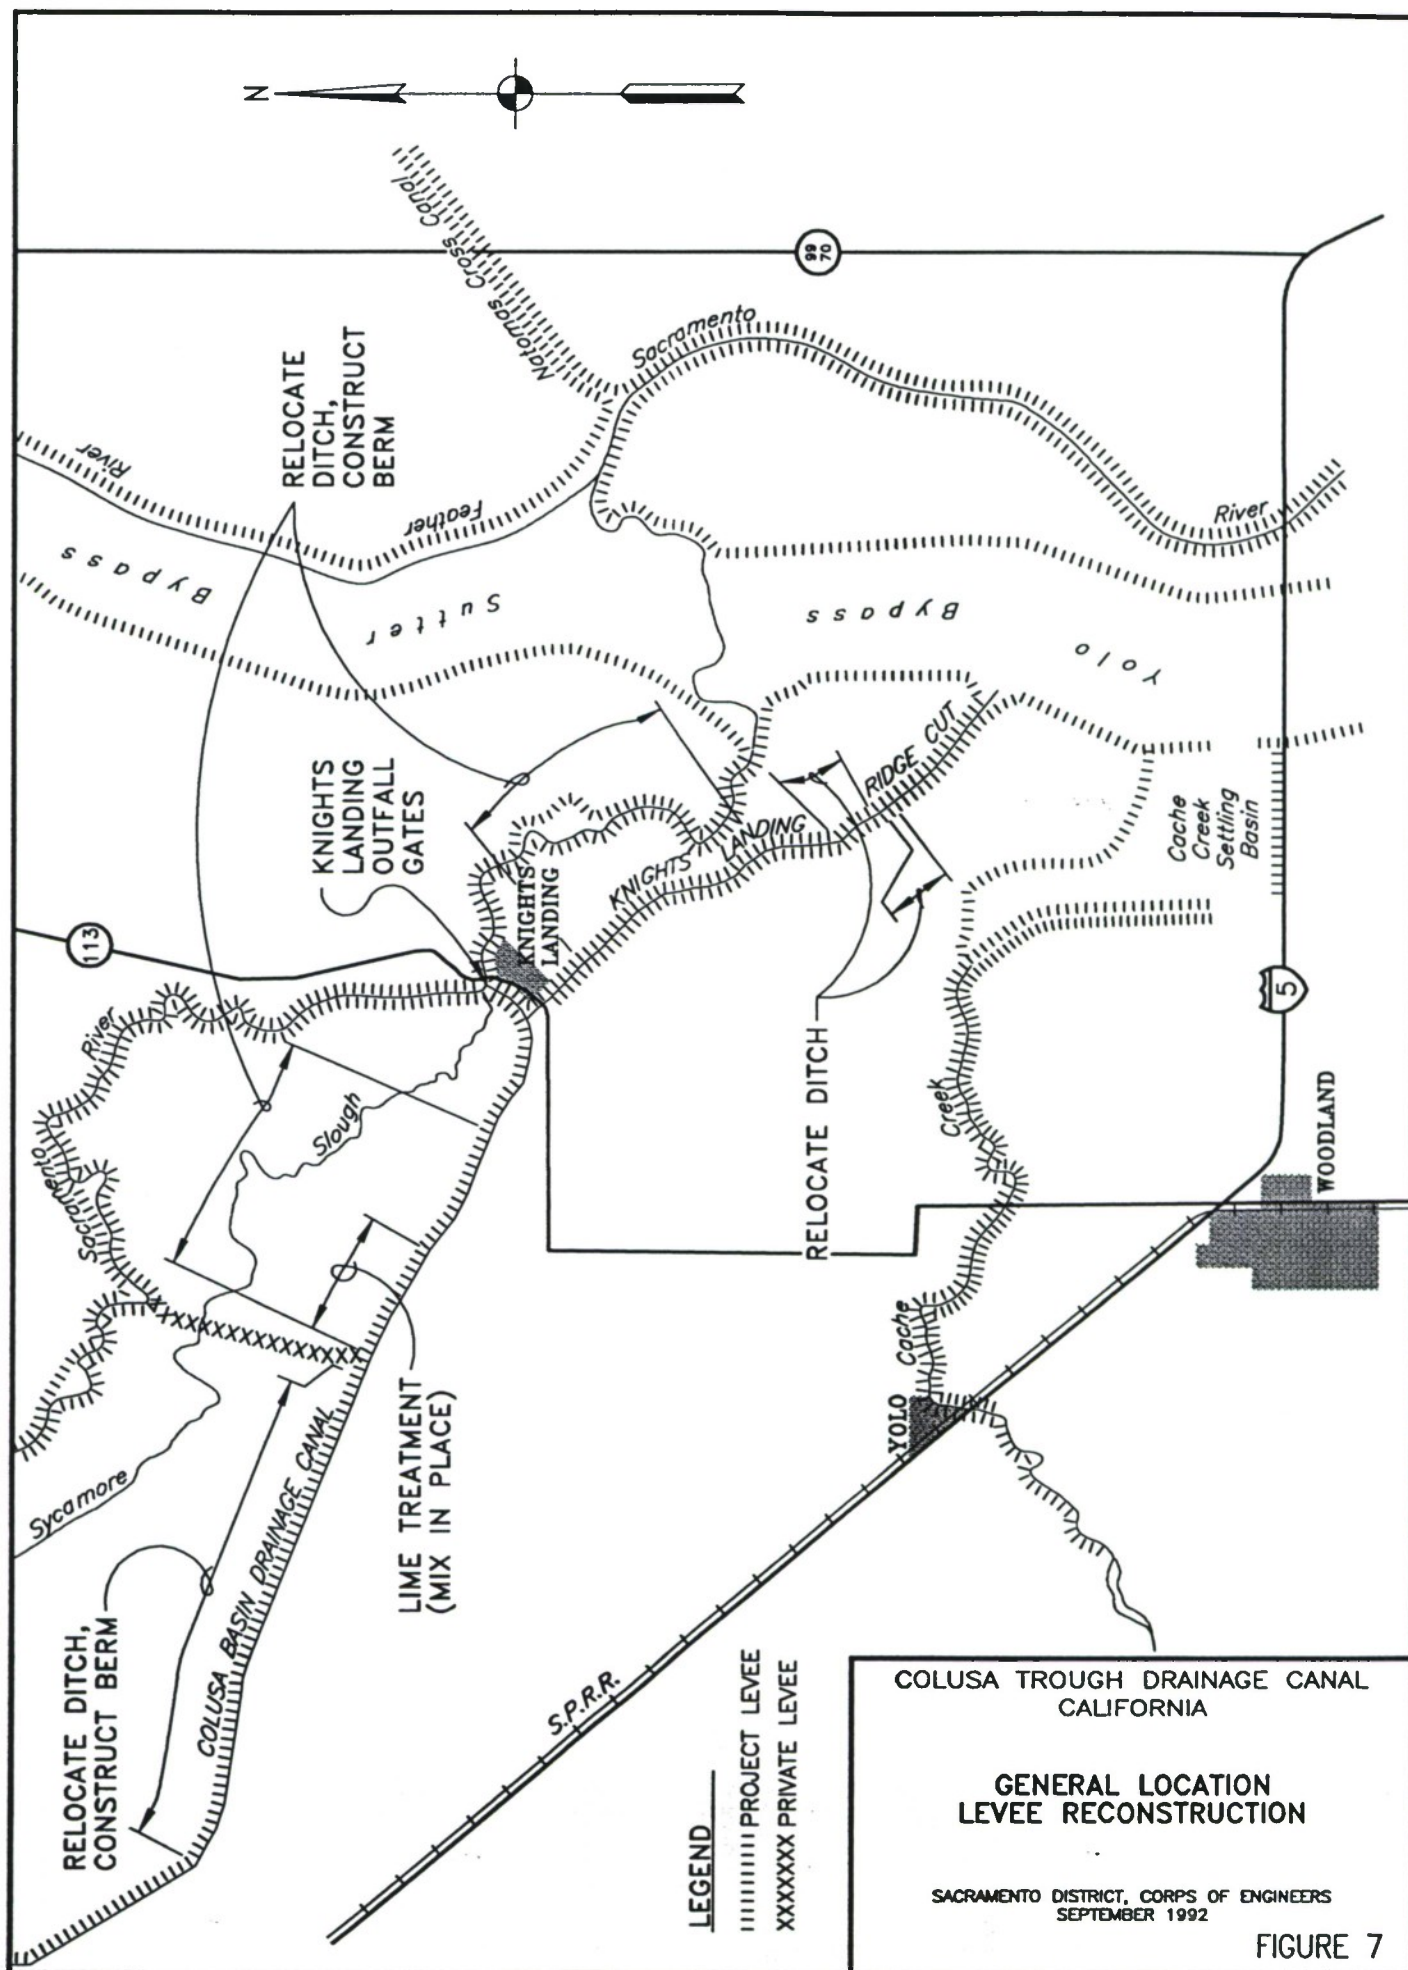 N
Natomas Cross Canal
99
70
RELOCATE
DITCH,
CONSTRUCT
BERM
River
Feather
Sacramento
River
Bypass
Sutter
Bypass
Yolo
KNIGHTS
LANDING
OUTFALL
GATES
113
KNIGHTS
LANDING
KNIGHTS LANDING RIDGE CUT
Cache
Creek
Settling
Basin
5
River
Sacramento
Slough
Sycamore
RELOCATE DITCH
Creek
Cache
WOODLAND
YOLO
LIME TREATMENT
(MIX IN PLACE)
RELOCATE DITCH,
CONSTRUCT BERM
COLUSA BASIN DRAINAGE CANAL
S.P.R.R.
LEGEND
PROJECT LEVEE
XXXXXXX PRIVATE LEVEE
COLUSA TROUGH DRAINAGE CANAL
CALIFORNIA
GENERAL LOCATION
LEVEE RECONSTRUCTION
SACRAMENTO DISTRICT, CORPS OF ENGINEERS
SEPTEMBER 1992
FIGURE 7